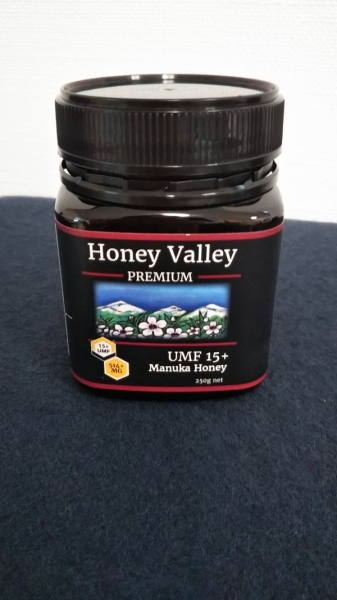 Honey Valley
PREMIUM
15+
UMF
514+
MG
UMF 15+
Manuka Honey
250g net